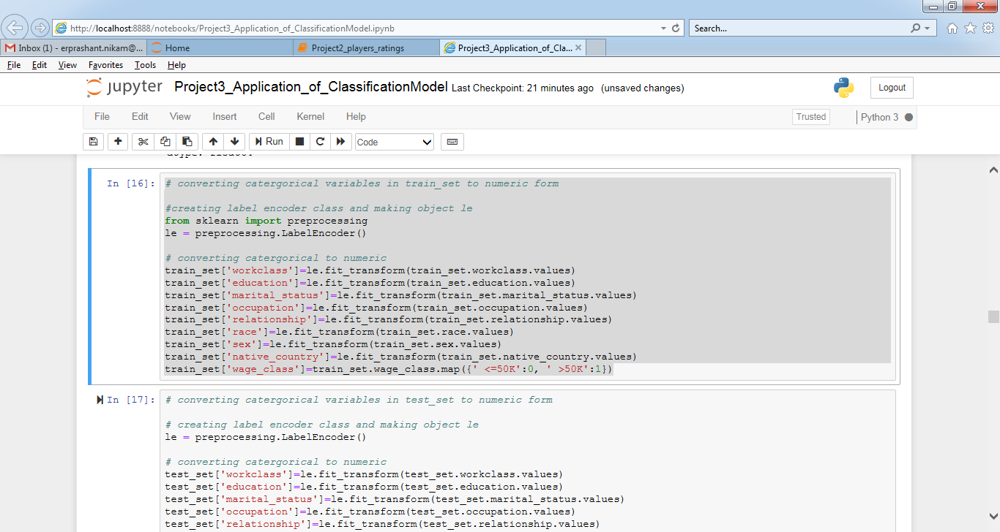 http://localhost:8888/notebooks/Project3_Application_of_ClassificationModel.ipynb
Search...
Inbox (1) - erprashant.nikam@...
Home
Project2_players_ratings
Project3_Application_of_Cla...
File Edit View Favorites Tools Help
jupyter Project3_Application_of_ClassificationModel Last Checkpoint: 21 minutes ago (unsaved changes)
Logout
File Edit View Insert Cell Kernel Help
Trusted
Python 3
Run
Code
In [16]:
# converting catergorical variables in train_set to numeric form
#creating label encoder class and making object le
from sklearn import preprocessing
le = preprocessing.LabelEncoder()
# converting catergorical to numeric
train_set['workclass']=le.fit_transform(train_set.workclass.values)
train_set['education']=le.fit_transform(train_set.education.values)
train_set['marital_status']=le.fit_transform(train_set.marital_status.values)
train_set['occupation']=le.fit_transform(train_set.occupation.values)
train_set['relationship']=le.fit_transform(train_set.relationship.values)
train_set['race']=le.fit_transform(train_set.race.values)
train_set['sex']=le.fit_transform(train_set.sex.values)
train_set['native_country']=le.fit_transform(train_set.native_country.values)
train_set['wage_class']=train_set.wage_class.map({' <=50K':0, ' >50K':1})
In [17]:
# converting catergorical variables in test_set to numeric form
# creating label encoder class and making object le
le = preprocessing.LabelEncoder()
# converting catergorical to numeric
test_set['workclass']=le.fit_transform(test_set.workclass.values)
test_set['education']=le.fit_transform(test_set.education.values)
test_set['marital_status']=le.fit_transform(test_set.marital_status.values)
test_set['occupation']=le.fit_transform(test_set.occupation.values)
test_set['relationship']=le.fit_transform(test_set.relationship.values)